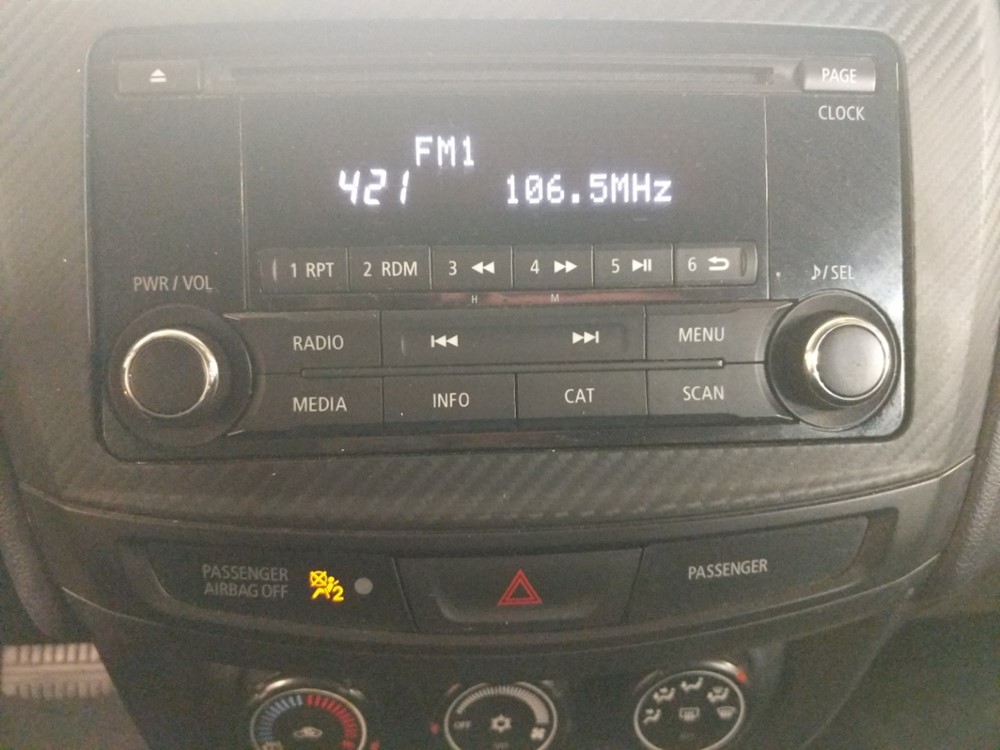 PAGE
CLOCK
FM1
421 106.5MHz
1 RPT 2 RDM 3 4 5 6
H M
PWR / VOL
/ SEL
RADIO MENU
MEDIA INFO CAT SCAN
PASSENGER
AIRBAG OFF
2
PASSENGER
OFF